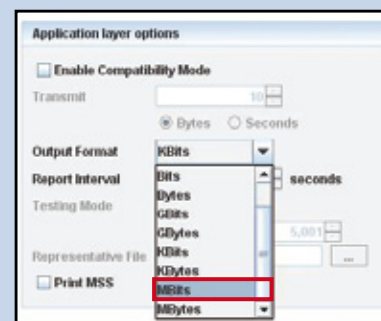 Application layer options
Enable Compatibility Mode
Transmit 10
Bytes Seconds
Output Format KBits
Report Interval seconds
Testing Mode
5,001
Representative File ...
Print MSS
Bits
Bytes
GBits
GBytes
KBits
KBytes
MBits
MBytes